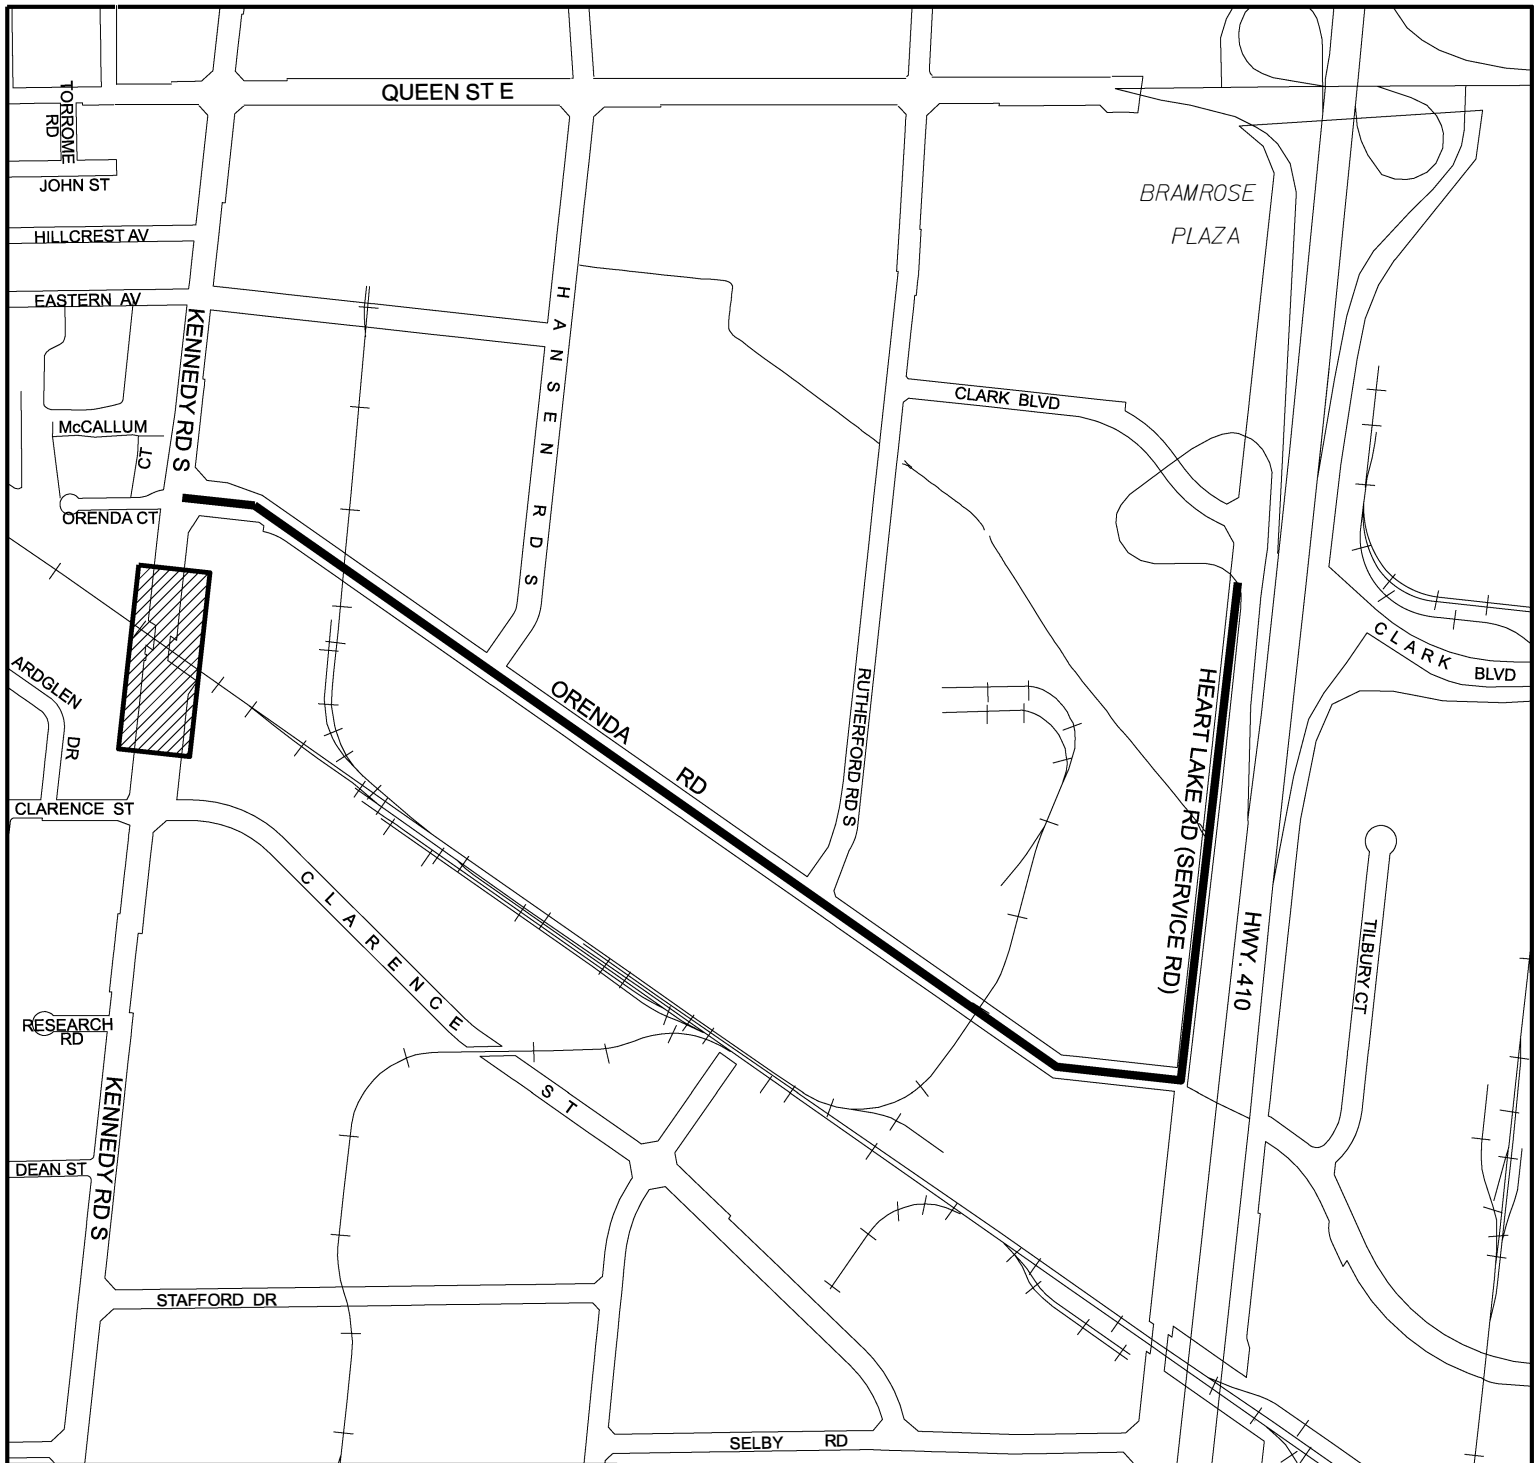 QUEEN ST E
TORROME
RD
JOHN ST
BRAMROSE
PLAZA
HILLCREST AV
EASTERN AV
HANSEN RD S
KENNEDY RD S
CLARK BLVD
McCALLUM
CT
ORENDA CT
CLARK
BLVD
ARDGLEN
DR
ORENDA
RD
RUTHERFORD RD S
HEART LAKE RD (SERVICE RD)
CLARENCE ST
CLARENCE
ST
HWY. 410
TILBURY CT
RESEARCH
RD
KENNEDY RD S
DEAN ST
STAFFORD DR
SELBY RD